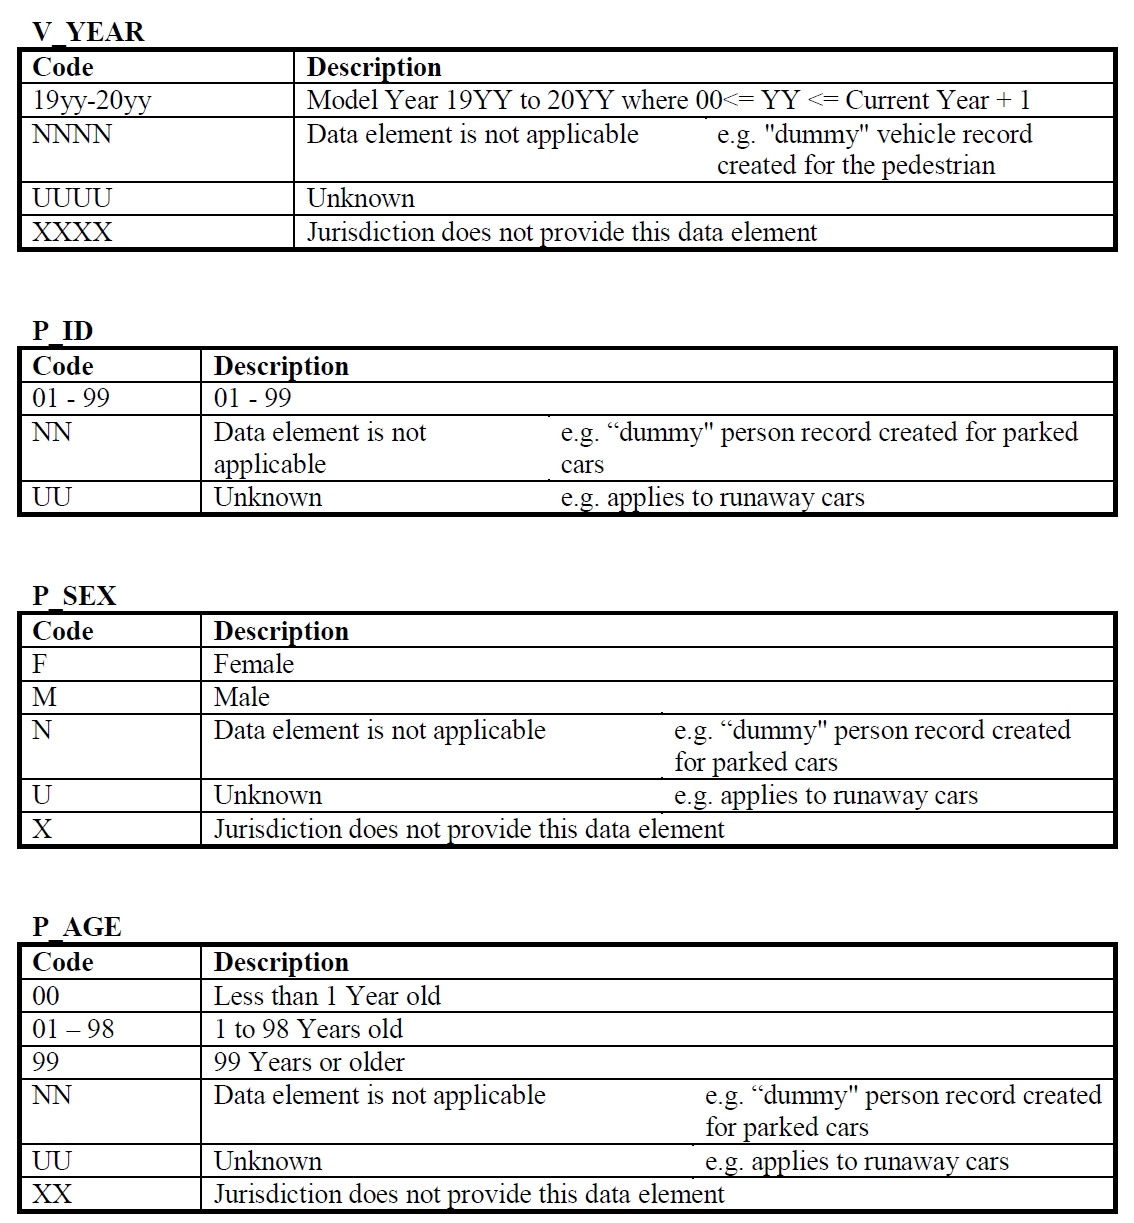 V_YEAR
Code Description
19yy-20yy Model Year 19YY to 20YY where 00<= YY <= Current Year + 1
NNNN Data element is not applicable e.g. "dummy" vehicle record
created for the pedestrian
UUUU Unknown
XXXX Jurisdiction does not provide this data element
P_ID
Code Description
01 - 99 01 - 99
NN Data element is not e.g. “dummy" person record created for parked
applicable cars
UU Unknown e.g. applies to runaway cars
P_SEX
Code Description
F Female
M Male
N Data element is not applicable e.g. “dummy" person record created
for parked cars
U Unknown e.g. applies to runaway cars
X Jurisdiction does not provide this data element
P_AGE
Code Description
00 Less than 1 Year old
01 – 98 1 to 98 Years old
99 99 Years or older
NN Data element is not applicable e.g. “dummy" person record created
for parked cars
UU Unknown e.g. applies to runaway cars
XX Jurisdiction does not provide this data element